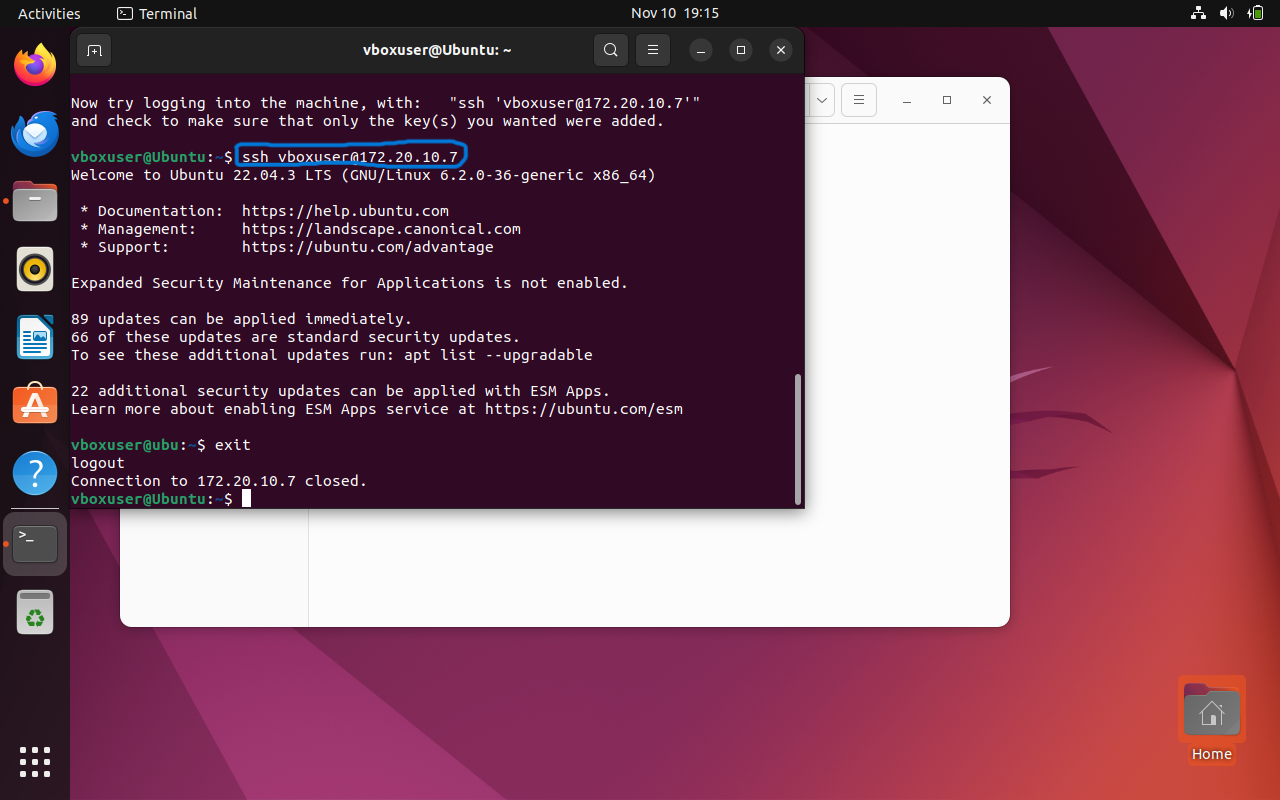 Activities
Terminal
Nov 10 19:15
vboxuser@Ubuntu: ~
Now try logging into the machine, with:   "ssh 'vboxuser@172.20.10.7'"
and check to make sure that only the key(s) you wanted were added.
vboxuser@Ubuntu:~$ ssh vboxuser@172.20.10.7
Welcome to Ubuntu 22.04.3 LTS (GNU/Linux 6.2.0-36-generic x86_64)
* Documentation:  https://help.ubuntu.com
* Management:     https://landscape.canonical.com
* Support:        https://ubuntu.com/advantage
Expanded Security Maintenance for Applications is not enabled.
89 updates can be applied immediately.
66 of these updates are standard security updates.
To see these additional updates run: apt list --upgradable
22 additional security updates can be applied with ESM Apps.
Learn more about enabling ESM Apps service at https://ubuntu.com/esm
vboxuser@ubu:~$ exit
logout
Connection to 172.20.10.7 closed.
vboxuser@Ubuntu:~$
Home